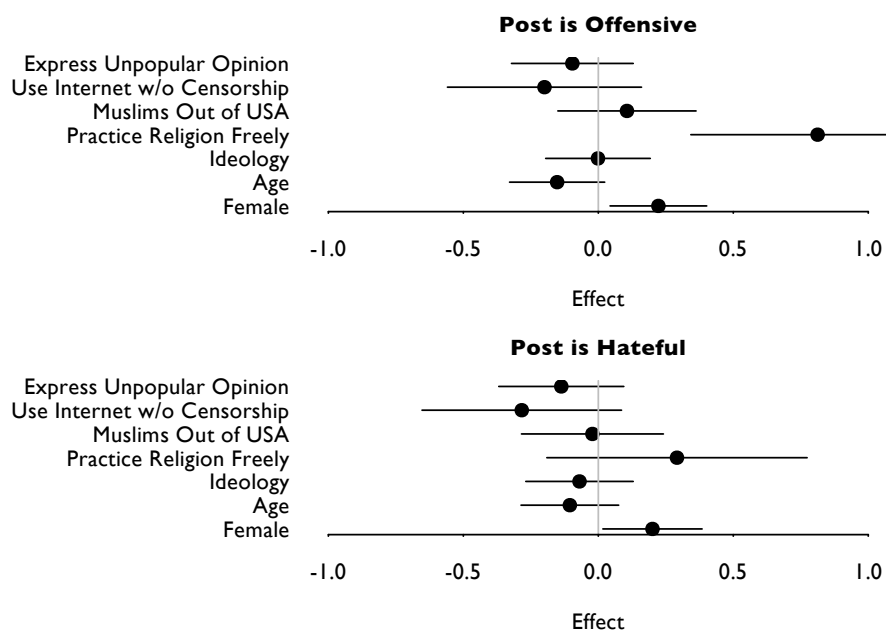 Post is Offensive
Express Unpopular Opinion
Use Internet w/o Censorship
Muslims Out of USA
Practice Religion Freely
Ideology
Age
Female
-1.0 -0.5 0.0 0.5 1.0
Effect
Post is Hateful
Express Unpopular Opinion
Use Internet w/o Censorship
Muslims Out of USA
Practice Religion Freely
Ideology
Age
Female
-1.0 -0.5 0.0 0.5 1.0
Effect